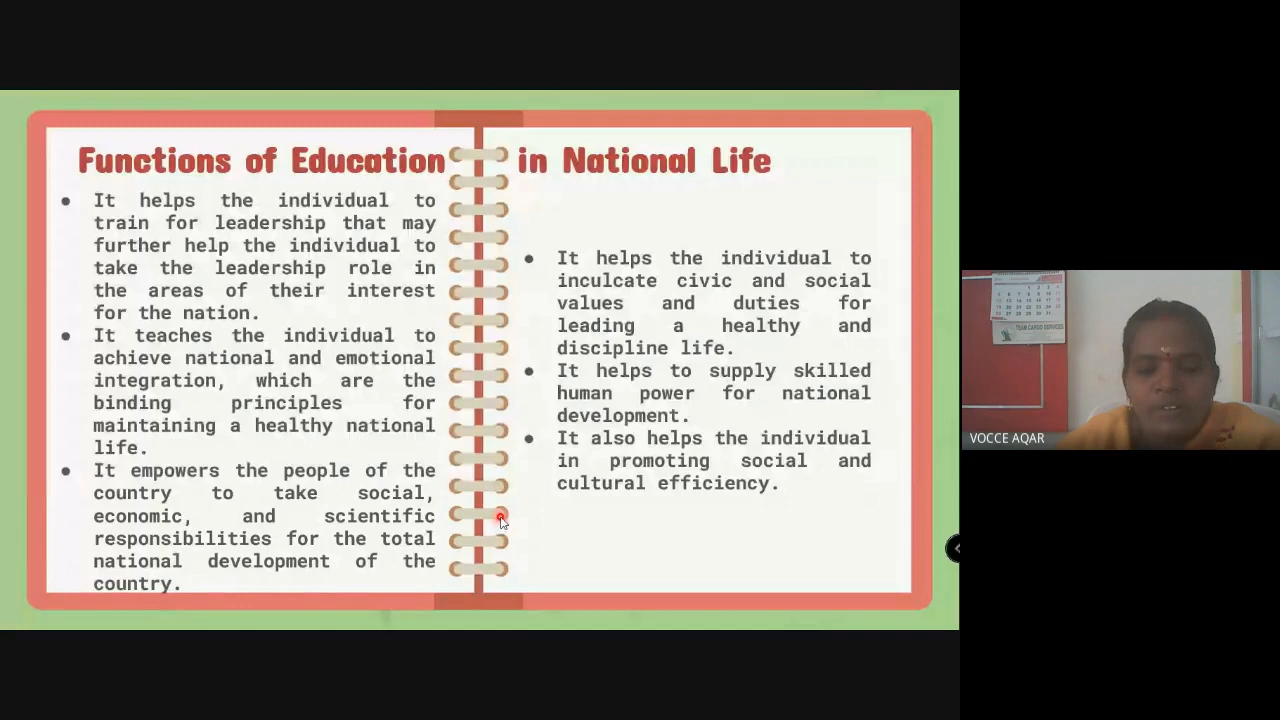 Functions of Education in National Life
● It helps the individual to
train for leadership that may
further help the individual to
take the leadership role in
the areas of their interest
for the nation.
● It teaches the individual to
achieve national and emotional
integration, which are the
binding principles for
maintaining a healthy national
life.
● It empowers the people of the
country to take social,
economic, and scientific
responsibilities for the total
national development of the
country.
● It helps the individual to
inculcate civic and social
values and duties for
leading a healthy and
discipline life.
● It helps to supply skilled
human power for national
development.
● It also helps the individual
in promoting social and
cultural efficiency.
TEAM CARGO SERVICES
VOCCE AQAR